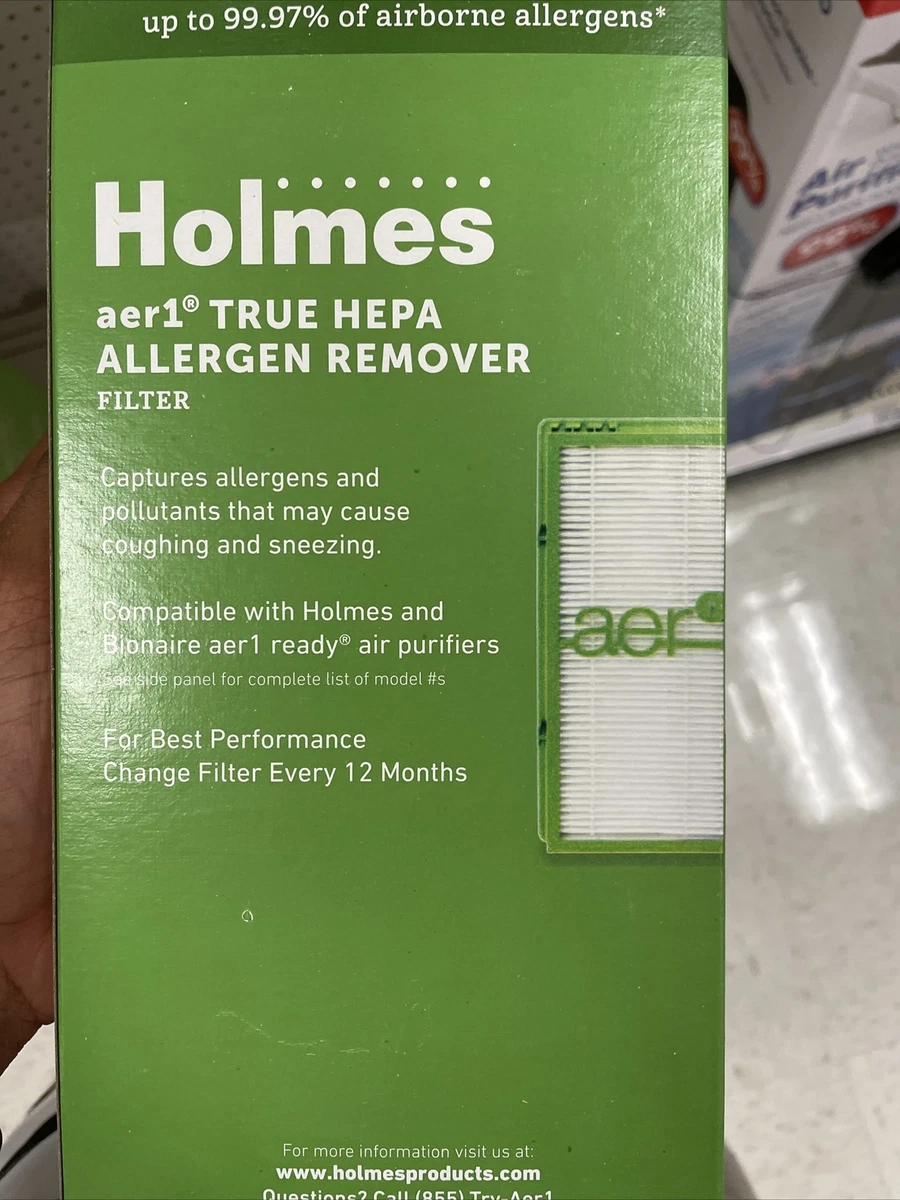 up to 99.97% of airborne allergens*
Holmes
aer1® TRUE HEPA
ALLERGEN REMOVER
FILTER
Captures allergens and
pollutants that may cause
coughing and sneezing.
Compatible with Holmes and
Bionaire aer1 ready® air purifiers
See side panel for complete list of model #s
For Best Performance
Change Filter Every 12 Months
aer1
For more information visit us at:
www.holmesproducts.com
Questions? Call (855) Try-Aer1
Air